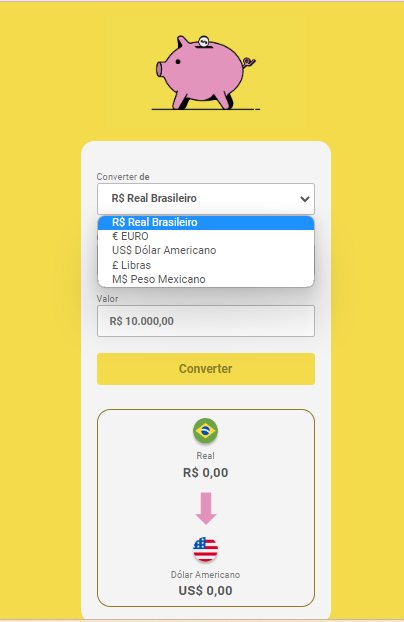 Converter de
R$ Real Brasileiro
R$ Real Brasileiro
€ EURO
US$ Dólar Americano
£ Libras
M$ Peso Mexicano
Valor
R$ 10.000,00
Converter
Real
R$ 0,00
Dólar Americano
US$ 0,00